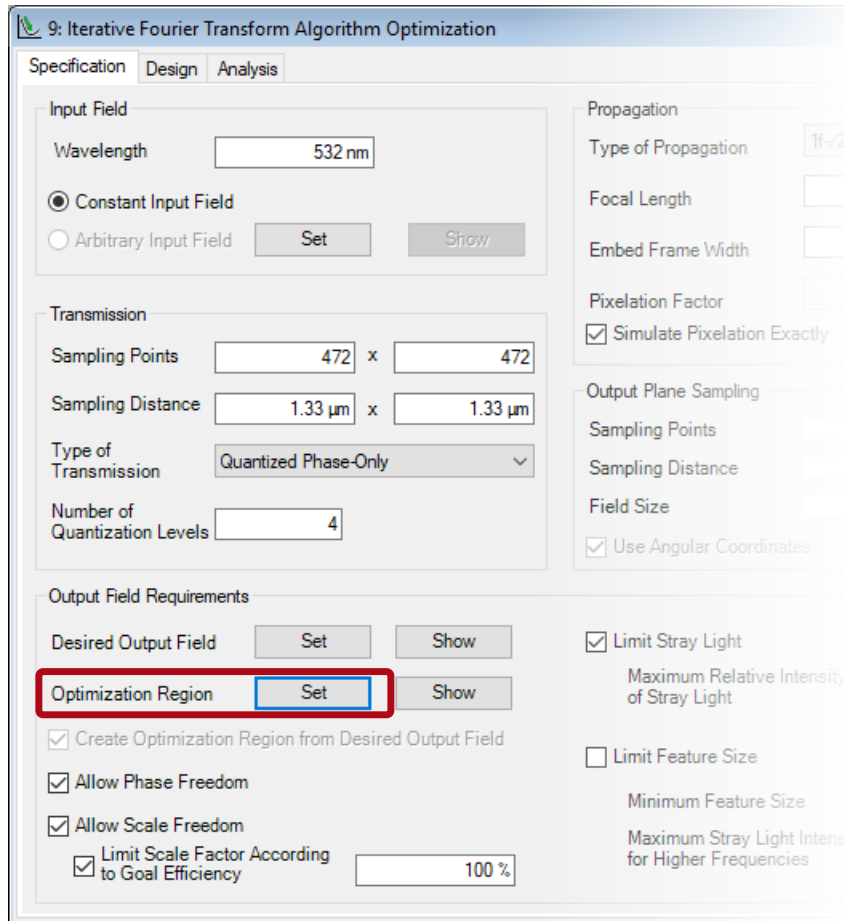 9: Iterative Fourier Transform Algorithm Optimization
Specification Design Analysis
Input Field
Wavelength 532 nm
Constant Input Field
Arbitrary Input Field Set Show
Transmission
Sampling Points 472 x 472
Sampling Distance 1.33 µm x 1.33 µm
Type of
Transmission Quantized Phase-Only
Number of
Quantization Levels 4
Propagation
Type of Propagation 1f-/2
Focal Length
Embed Frame Width
Pixelation Factor
Simulate Pixelation Exactly
Output Plane Sampling
Sampling Points
Sampling Distance
Field Size
Use Angular Coordinates
Output Field Requirements
Desired Output Field Set Show
Optimization Region Set Show
Create Optimization Region from Desired Output Field
Allow Phase Freedom
Allow Scale Freedom
Limit Scale Factor According
to Goal Efficiency 100 %
Limit Stray Light
Maximum Relative Intensity
of Stray Light
Limit Feature Size
Minimum Feature Size
Maximum Stray Light Intens
for Higher Frequencies